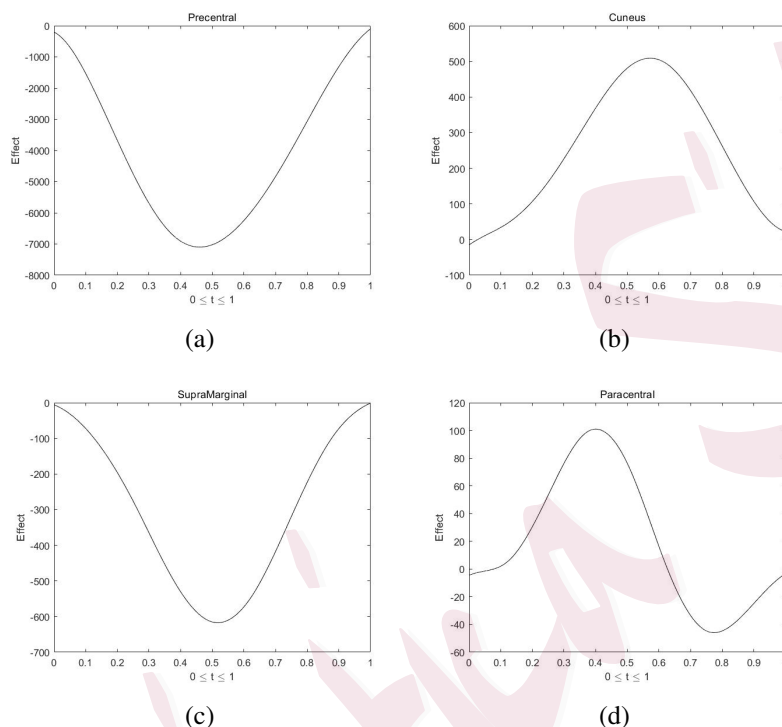 Precentral
0
-1000
-2000
-3000
-4000
-5000
-6000
-7000
-8000
Effect
0 0.1 0.2 0.3 0.4 0.5 0.6 0.7 0.8 0.9 1
0 ≤ t ≤ 1
(a)
Cuneus
600
500
400
300
200
100
0
-100
Effect
0 0.1 0.2 0.3 0.4 0.5 0.6 0.7 0.8 0.9
0 ≤ t ≤ 1
(b)
SupraMarginal
0
-100
-200
-300
-400
-500
-600
-700
Effect
0 0.1 0.2 0.3 0.4 0.5 0.6 0.7 0.8 0.9 1
0 ≤ t ≤ 1
(c)
Paracentral
120
100
80
60
40
20
0
-20
-40
-60
Effect
0 0.1 0.2 0.3 0.4 0.5 0.6 0.7 0.8 0.9
0 ≤ t ≤ 1
(d)